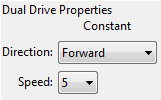 Dual Drive Properties
Constant
Direction: Forward
Speed: 5